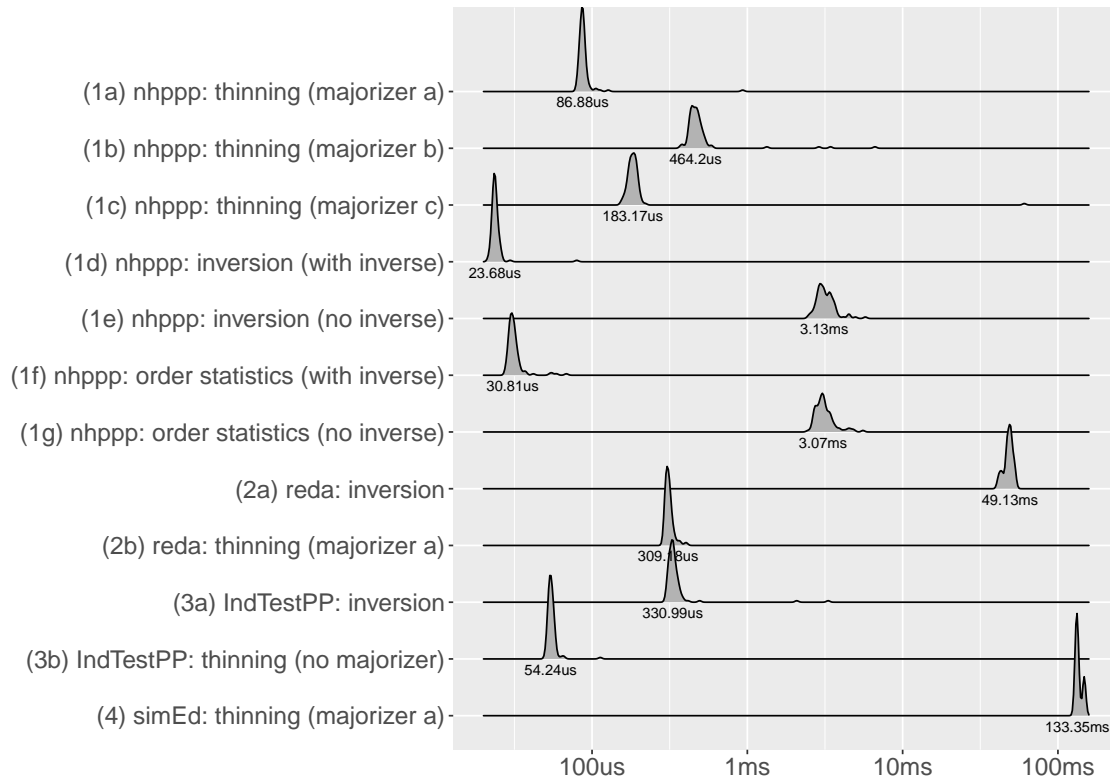 (1a) nhppp: thinning (majorizer a)
86.88us
(1b) nhppp: thinning (majorizer b)
464.2us
(1c) nhppp: thinning (majorizer c)
183.17us
(1d) nhppp: inversion (with inverse)
23.68us
(1e) nhppp: inversion (no inverse)
3.13ms
(1f) nhppp: order statistics (with inverse)
30.81us
(1g) nhppp: order statistics (no inverse)
3.07ms
(2a) reda: inversion
49.13ms
(2b) reda: thinning (majorizer a)
309.18us
(3a) IndTestPP: inversion
330.99us
(3b) IndTestPP: thinning (no majorizer)
54.24us
(4) simEd: thinning (majorizer a)
133.35ms
100us 1ms 10ms 100ms